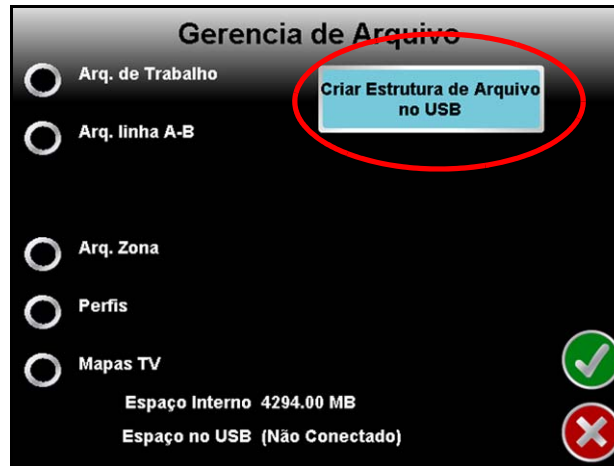 Gerencia de Arquivo
Arq. de Trabalho
Criar Estrutura de Arquivo
no USB
Arq. linha A-B
Arq. Zona
Perfis
Mapas TV
Espaço Interno 4294.00 MB
Espaço no USB (Não Conectado)